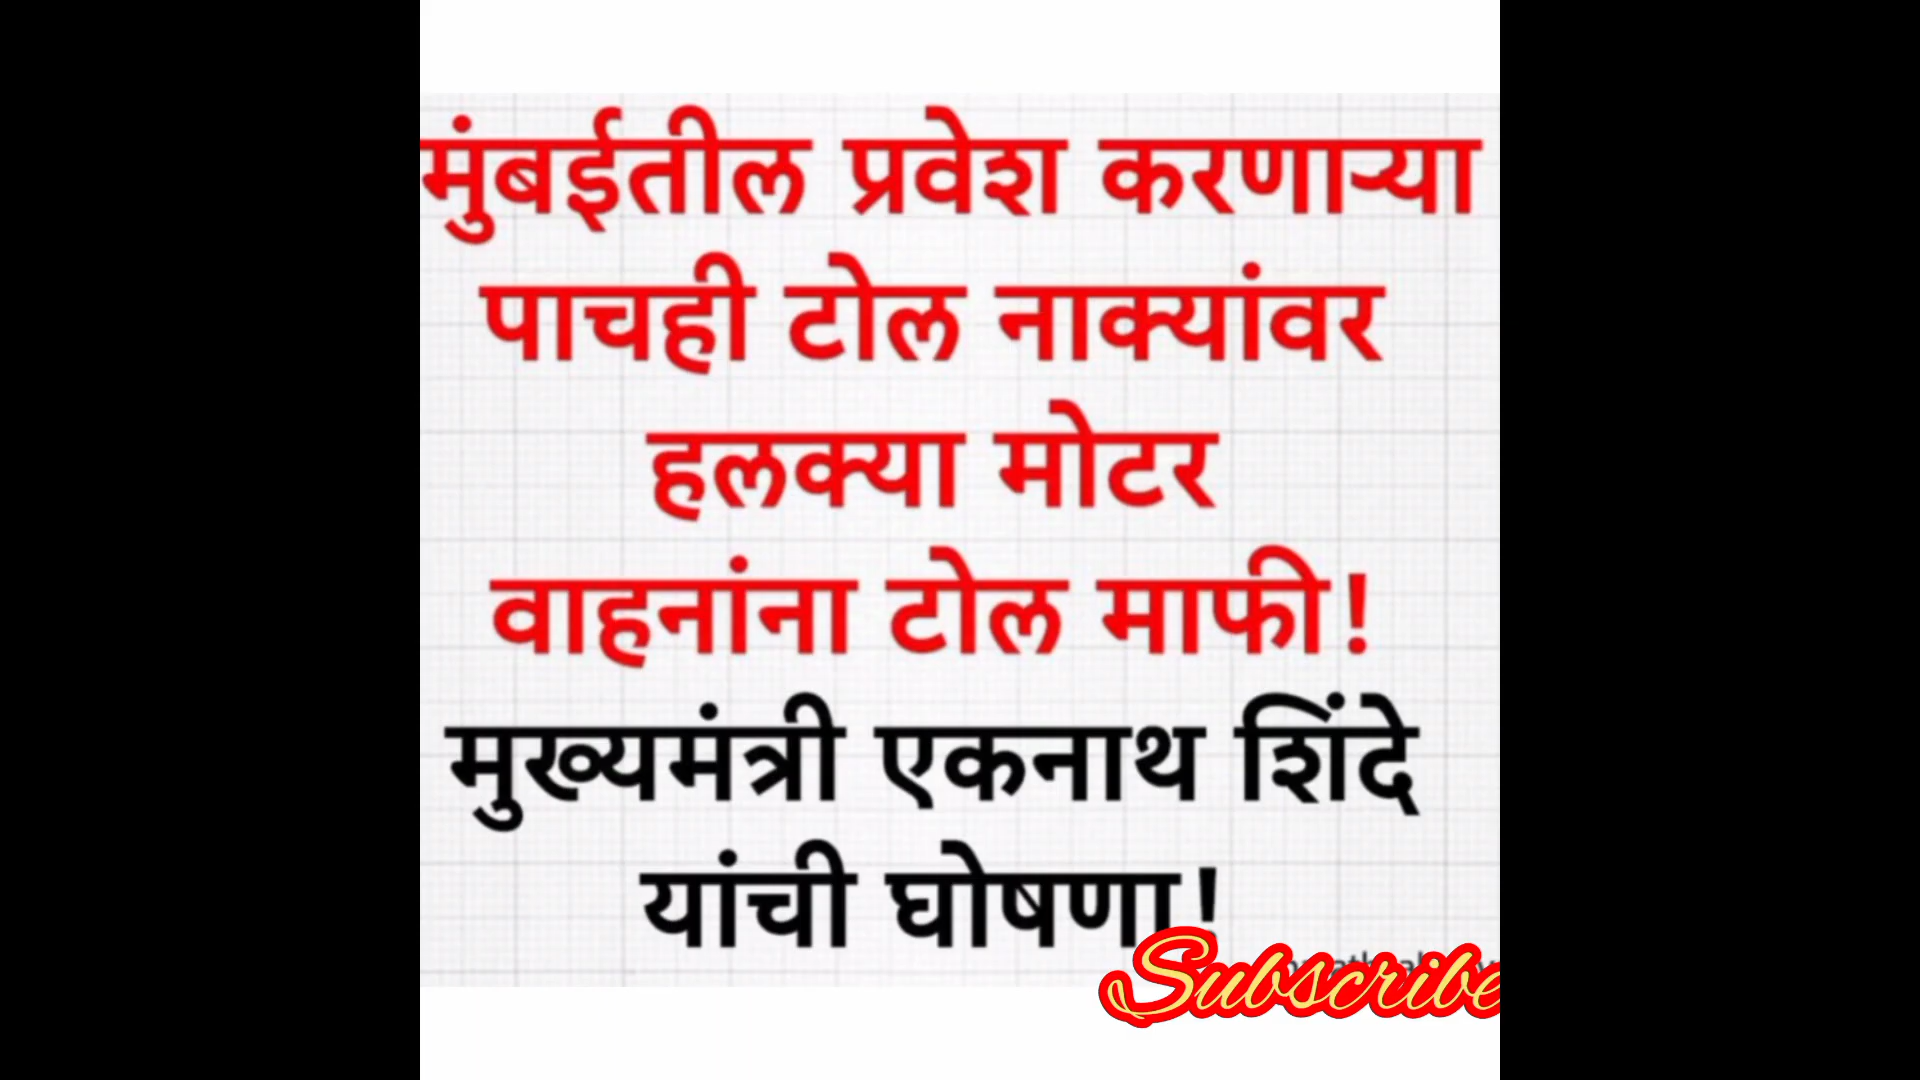 मुंबईतील प्रवेश करणाऱ्या
पाचही टोल नाक्यांवर
हलक्या मोटर
वाहनांना टोल माफी!
मुख्यमंत्री एकनाथ शिंदे
यांची घोषणा!
Subscribe